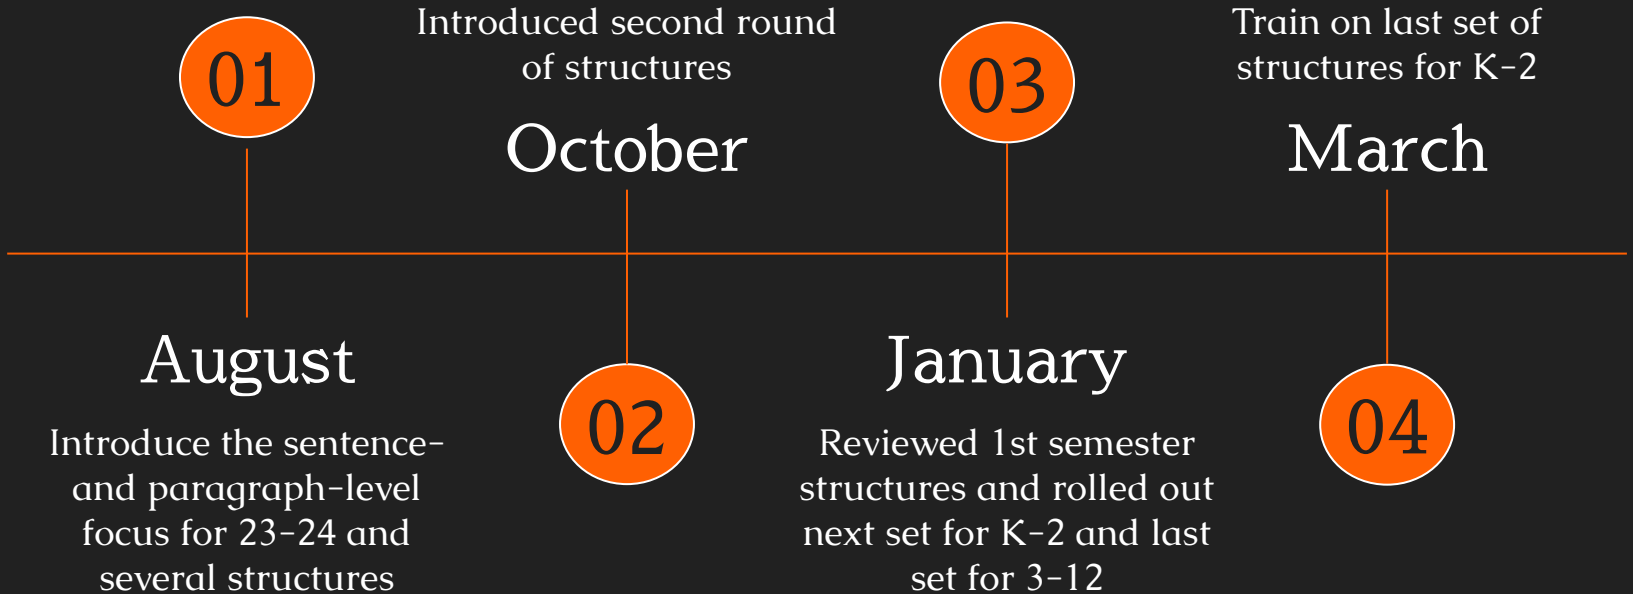 01
August
Introduce the sentence-
and paragraph-level
focus for 23-24 and
several structures
Introduced second round
of structures
October
02
03
January
Reviewed 1st semester
structures and rolled out
next set for K-2 and last
set for 3-12
Train on last set of
structures for K-2
March
04